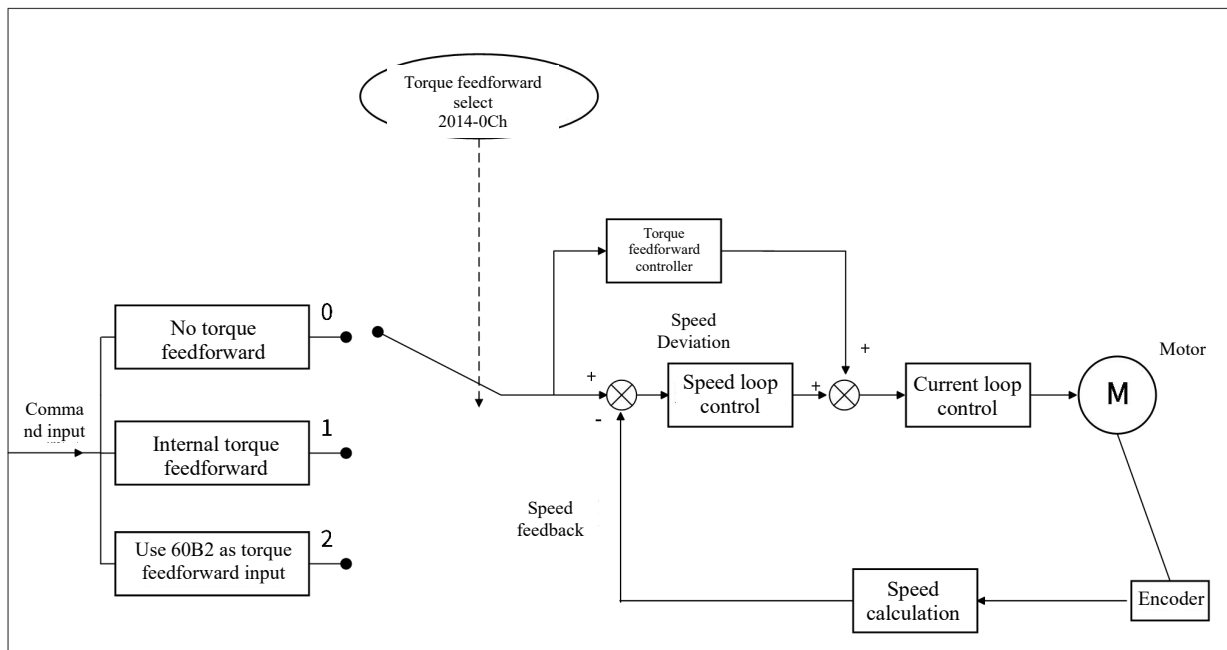 Torque feedforward
select
2014-0Ch
Torque
feedforward
controller
No torque
feedforward
0
Speed
Deviation
+
Motor
+
Speed loop
control
+
Current loop
control
M
-
Comma
nd input
Internal torque
feedforward
1
Use 60B2 as torque
feedforward input
2
Speed
feedback
Speed
calculation
Encoder